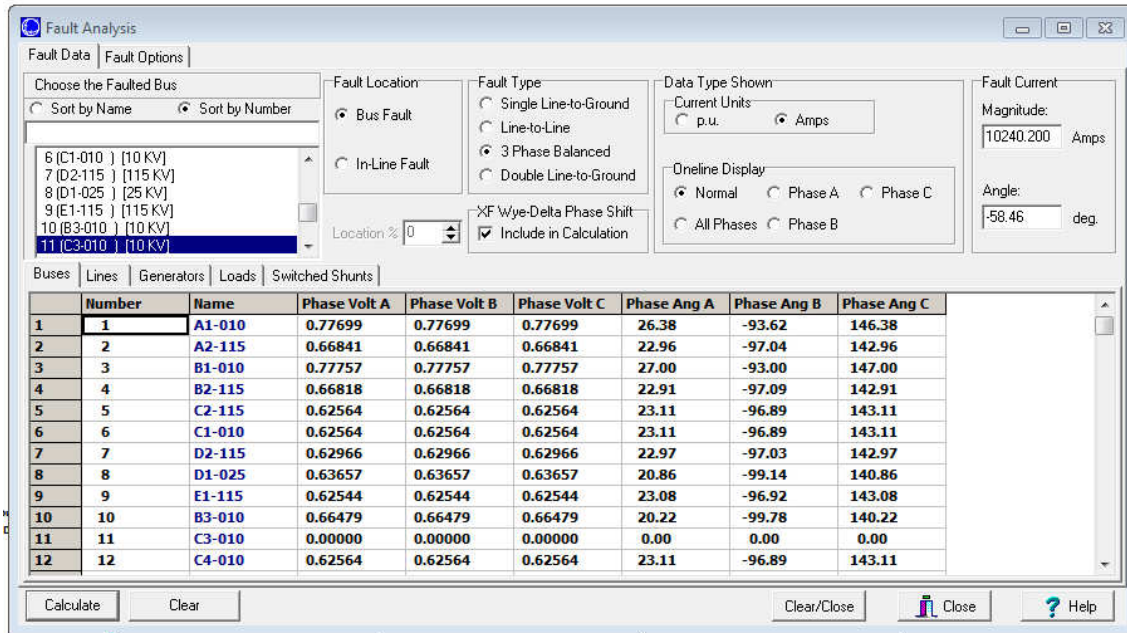 Fault Analysis
Fault Data Fault Options
Choose the Faulted Bus
Sort by Name Sort by Number
6 (C1-010 ) [10 KV]
7 (D2-115 ) [115 KV]
8 (D1-025 ) [25 KV]
9 (E1-115 ) [115 KV]
10 (B3-010 ) [10 KV]
11 (C3-010 ) [10 KV]
Fault Location
Bus Fault
In-Line Fault
Location % 0
Fault Type
Single Line-to-Ground
Line-to-Line
3 Phase Balanced
Double Line-to-Ground
XF Wye-Delta Phase Shift
Include in Calculation
Data Type Shown
Current Units
p.u. Amps
Oneline Display
Normal Phase A Phase C
All Phases Phase B
Fault Current
Magnitude:
10240.200 Amps
Angle:
-58.46 deg.
Buses Lines Generators Loads Switched Shunts
Number Name Phase Volt A Phase Volt B Phase Volt C Phase Ang A Phase Ang B Phase Ang C
1 1 A1-010 0.77699 0.77699 0.77699 26.38 -93.62 146.38
2 2 A2-115 0.66841 0.66841 0.66841 22.96 -97.04 142.96
3 3 B1-010 0.77757 0.77757 0.77757 27.00 -93.00 147.00
4 4 B2-115 0.66818 0.66818 0.66818 22.91 -97.09 142.91
5 5 C2-115 0.62564 0.62564 0.62564 23.11 -96.89 143.11
6 6 C1-010 0.62564 0.62564 0.62564 23.11 -96.89 143.11
7 7 D2-115 0.62966 0.62966 0.62966 22.97 -97.03 142.97
8 8 D1-025 0.63657 0.63657 0.63657 20.86 -99.14 140.86
9 9 E1-115 0.62544 0.62544 0.62544 23.08 -96.92 143.08
10 10 B3-010 0.66479 0.66479 0.66479 20.22 -99.78 140.22
11 11 C3-010 0.00000 0.00000 0.00000 0.00 0.00 0.00
12 12 C4-010 0.62564 0.62564 0.62564 23.11 -96.89 143.11
Calculate Clear Clear/Close Close ? Help